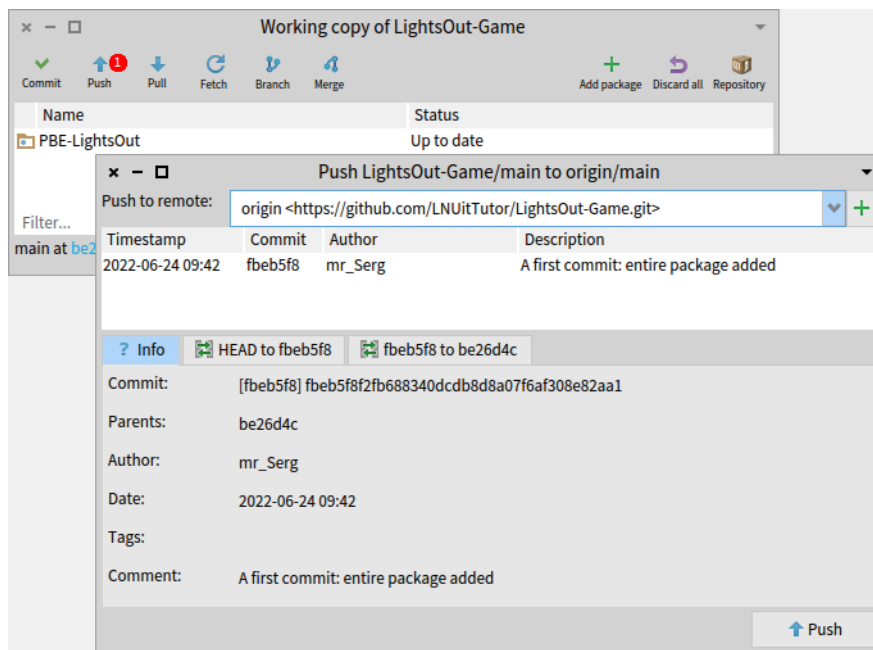 Working copy of LightsOut-Game
Commit Push 1 Pull Fetch Branch Merge Add package Discard all Repository
Name Status
PBE-LightsOut Up to date
Push LightsOut-Game/main to origin/main
Push to remote: origin <https://github.com/LNUitTutor/LightsOut-Game.git>
Filter...
Timestamp Commit Author Description
main at be2
2022-06-24 09:42 fbeb5f8 mr_Serg A first commit: entire package added
? Info HEAD to fbeb5f8 fbeb5f8 to be26d4c
Commit: [fbeb5f8] fbeb5f8f2fb688340dcdb8d8a07f6af308e82aa1
Parents: be26d4c
Author: mr_Serg
Date: 2022-06-24 09:42
Tags:
Comment: A first commit: entire package added
Push